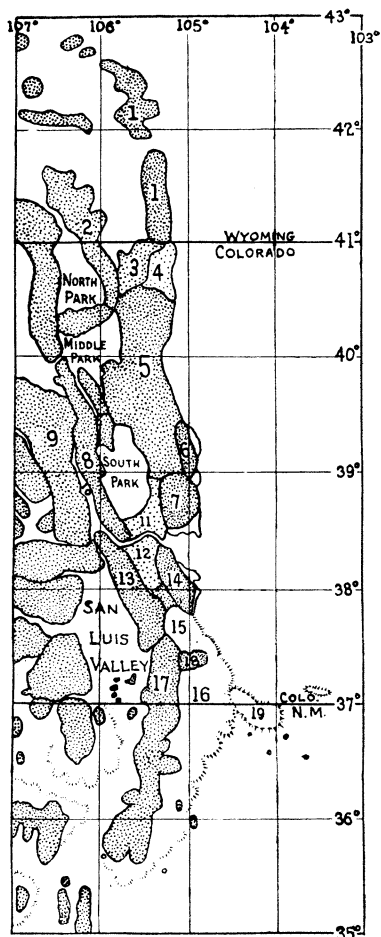 107° 106° 105° 104° 43°
103°
1
42°
1
2
WYOMING
41°
COLORADO
3 4
NORTH
PARK
MIDDLE
PARK
40°
5
9
8
SOUTH
PARK
6
39°
7
11
12
13
14
38°
SAN
LUIS
VALLEY
15
18
17
16
COLO.
37°
N.M.
19
36°
35°